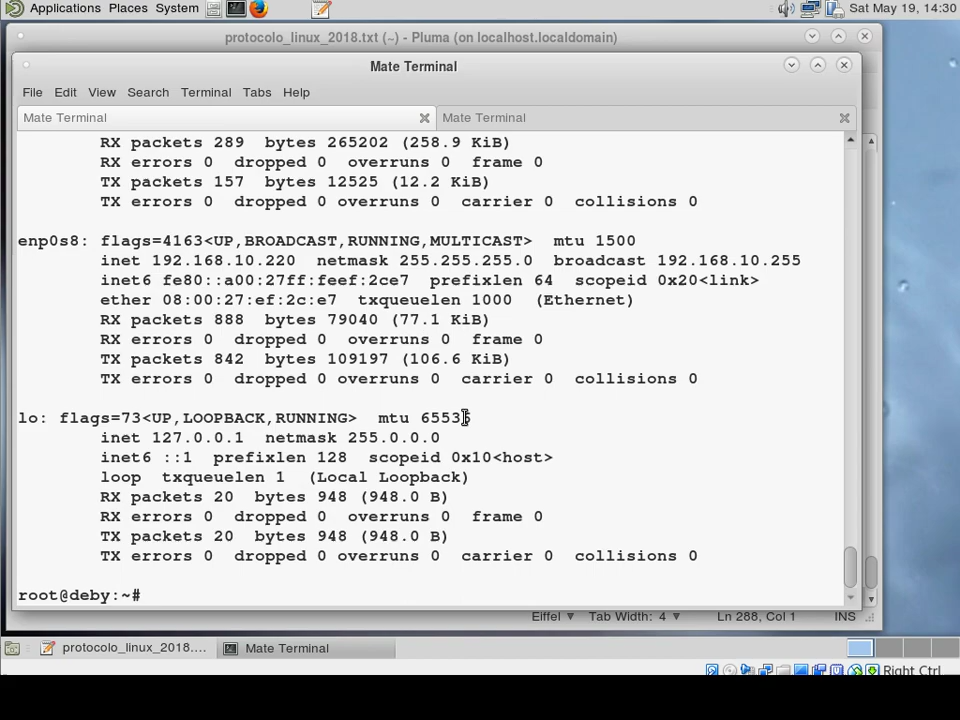 Applications Places System Sat May 19, 14:30
protocolo_linux_2018.txt (~) - Pluma (on localhost.localdomain)
Mate Terminal
File Edit View Search Terminal Tabs Help
Mate Terminal Mate Terminal
RX packets 289 bytes 265202 (258.9 KiB)
RX errors 0 dropped 0 overruns 0 frame 0
TX packets 157 bytes 12525 (12.2 KiB)
TX errors 0 dropped 0 overruns 0 carrier 0 collisions 0
enp0s8: flags=4163<UP,BROADCAST,RUNNING,MULTICAST> mtu 1500
inet 192.168.10.220 netmask 255.255.255.0 broadcast 192.168.10.255
inet6 fe80::a00:27ff:feef:2ce7 prefixlen 64 scopeid 0x20<link>
ether 08:00:27:ef:2c:e7 txqueuelen 1000 (Ethernet)
RX packets 888 bytes 79040 (77.1 KiB)
RX errors 0 dropped 0 overruns 0 frame 0
TX packets 842 bytes 109197 (106.6 KiB)
TX errors 0 dropped 0 overruns 0 carrier 0 collisions 0
lo: flags=73<UP,LOOPBACK,RUNNING> mtu 65536
inet 127.0.0.1 netmask 255.0.0.0
inet6 ::1 prefixlen 128 scopeid 0x10<host>
loop txqueuelen 1 (Local Loopback)
RX packets 20 bytes 948 (948.0 B)
RX errors 0 dropped 0 overruns 0 frame 0
TX packets 20 bytes 948 (948.0 B)
TX errors 0 dropped 0 overruns 0 carrier 0 collisions 0
root@deby:~#
Eiffel Tab Width: 4 Ln 288, Col 1 INS
protocolo_linux_2018.... Mate Terminal
Right Ctrl